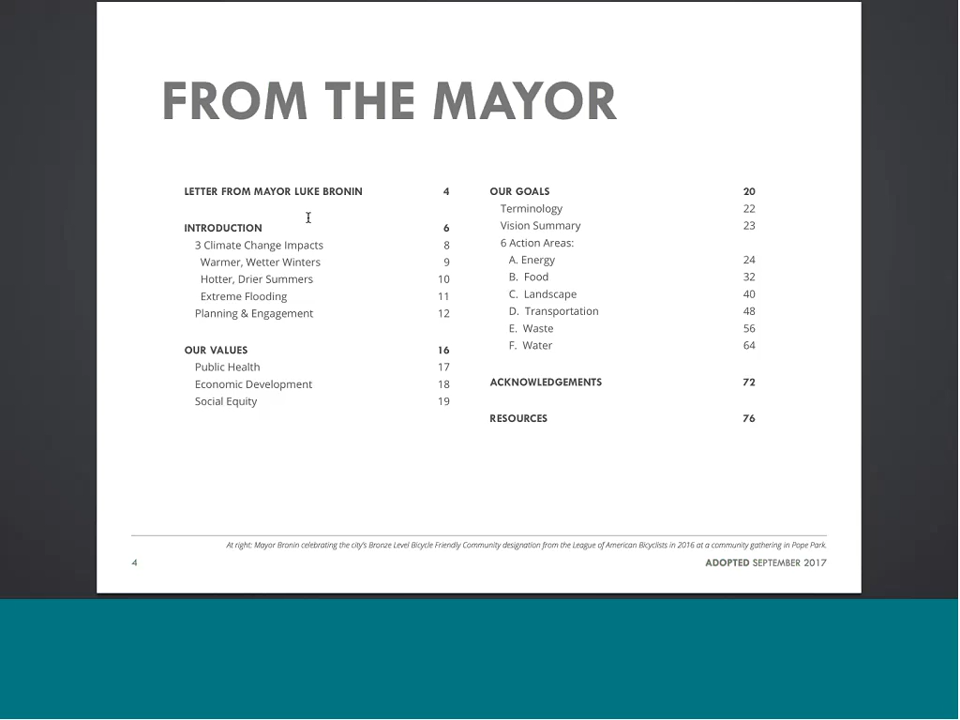 FROM THE MAYOR
LETTER FROM MAYOR LUKE BRONIN 4
INTRODUCTION 6
3 Climate Change Impacts 8
Warmer, Wetter Winters 9
Hotter, Drier Summers 10
Extreme Flooding 11
Planning & Engagement 12
OUR VALUES 16
Public Health 17
Economic Development 18
Social Equity 19
OUR GOALS 20
Terminology 22
Vision Summary 23
6 Action Areas:
A. Energy 24
B. Food 32
C. Landscape 40
D. Transportation 48
E. Waste 56
F. Water 64
ACKNOWLEDGEMENTS 72
RESOURCES 76
At right: Mayor Bronin celebrating the city's Bronze Level Bicycle Friendly Community designation from the League of American Bicyclists in 2016 at a community gathering in Pope Park.
4
ADOPTED SEPTEMBER 2017